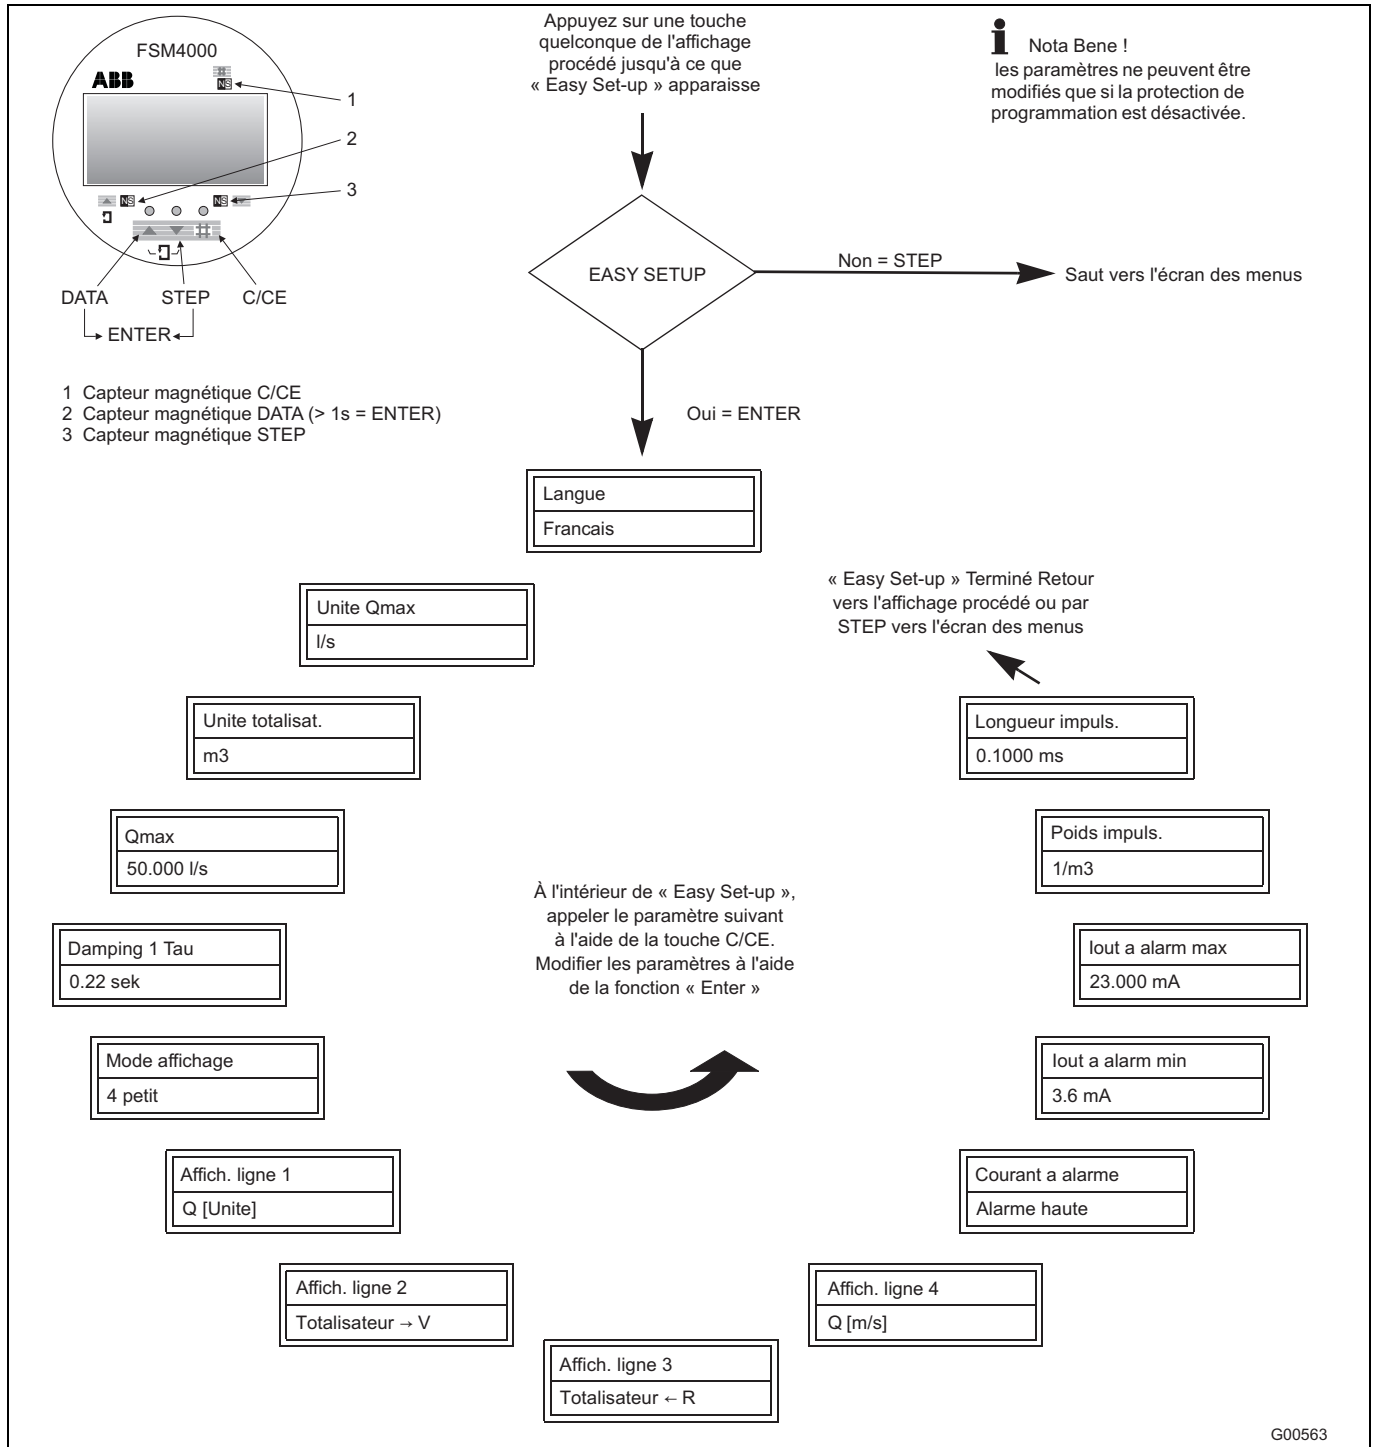 FSM4000
ABB
NS
1
2
3
NS
NS
DATA
STEP
C/CE
ENTER
1 Capteur magnétique C/CE
2 Capteur magnétique DATA (> 1s = ENTER)
3 Capteur magnétique STEP
Appuyez sur une touche
quelconque de l'affichage
procédé jusqu'à ce que
« Easy Set-up » apparaisse
i Nota Bene !
les paramètres ne peuvent être
modifiés que si la protection de
programmation est désactivée.
EASY SETUP
Non = STEP
Saut vers l'écran des menus
Oui = ENTER
Langue
Francais
Unite Qmax
l/s
Unite totalisat.
m3
Qmax
50.000 l/s
Damping 1 Tau
0.22 sek
Mode affichage
4 petit
Affich. ligne 1
Q [Unite]
Affich. ligne 2
Totalisateur → V
Affich. ligne 3
Totalisateur ← R
Affich. ligne 4
Q [m/s]
Courant a alarme
Alarme haute
Iout a alarm min
3.6 mA
Iout a alarm max
23.000 mA
Poids impuls.
1/m3
Longueur impuls.
0.1000 ms
« Easy Set-up » Terminé Retour
vers l'affichage procédé ou par
STEP vers l'écran des menus
À l'intérieur de « Easy Set-up »,
appeler le paramètre suivant
à l'aide de la touche C/CE.
Modifier les paramètres à l'aide
de la fonction « Enter »
G00563